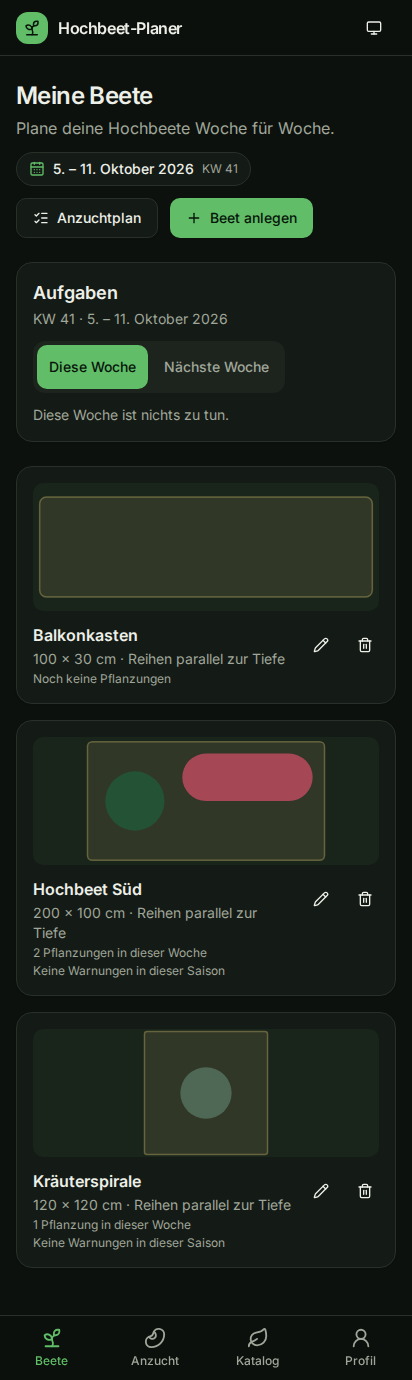 Hochbeet-Planer
Meine Beete
Plane deine Hochbeete Woche für Woche.
5. – 11. Oktober 2026 KW 41
Anzuchtplan
Beet anlegen
Aufgaben
KW 41 · 5. – 11. Oktober 2026
Diese Woche
Nächste Woche
Diese Woche ist nichts zu tun.
Balkonkasten
100 × 30 cm · Reihen parallel zur Tiefe
Noch keine Pflanzungen
Hochbeet Süd
200 × 100 cm · Reihen parallel zur
Tiefe
2 Pflanzungen in dieser Woche
Keine Warnungen in dieser Saison
Kräuterspirale
120 × 120 cm · Reihen parallel zur Tiefe
1 Pflanzung in dieser Woche
Keine Warnungen in dieser Saison
Beete
Anzucht
Katalog
Profil